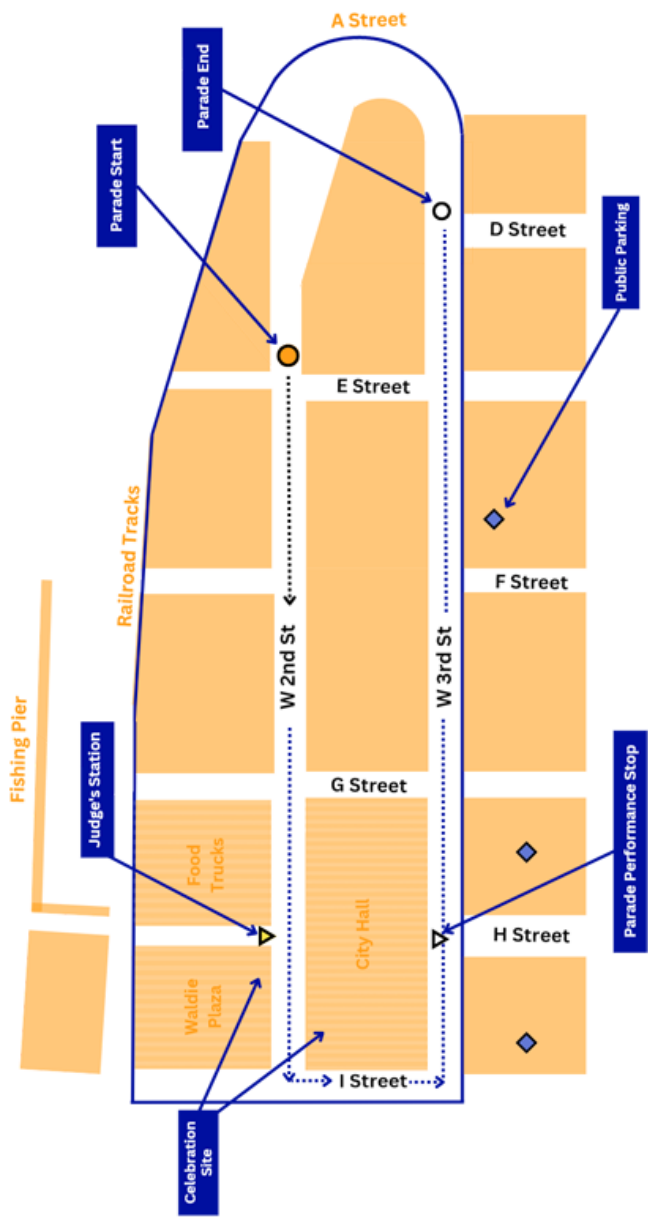 A Street
Parade End
Parade Start
D Street
Public Parking
E Street
Railroad Tracks
F Street
W 2nd St
W 3rd St
Fishing Pier
Judge's Station
G Street
Food
Trucks
Parade Performance Stop
City Hall
H Street
Waldie
Plaza
I Street
Celebration
Site